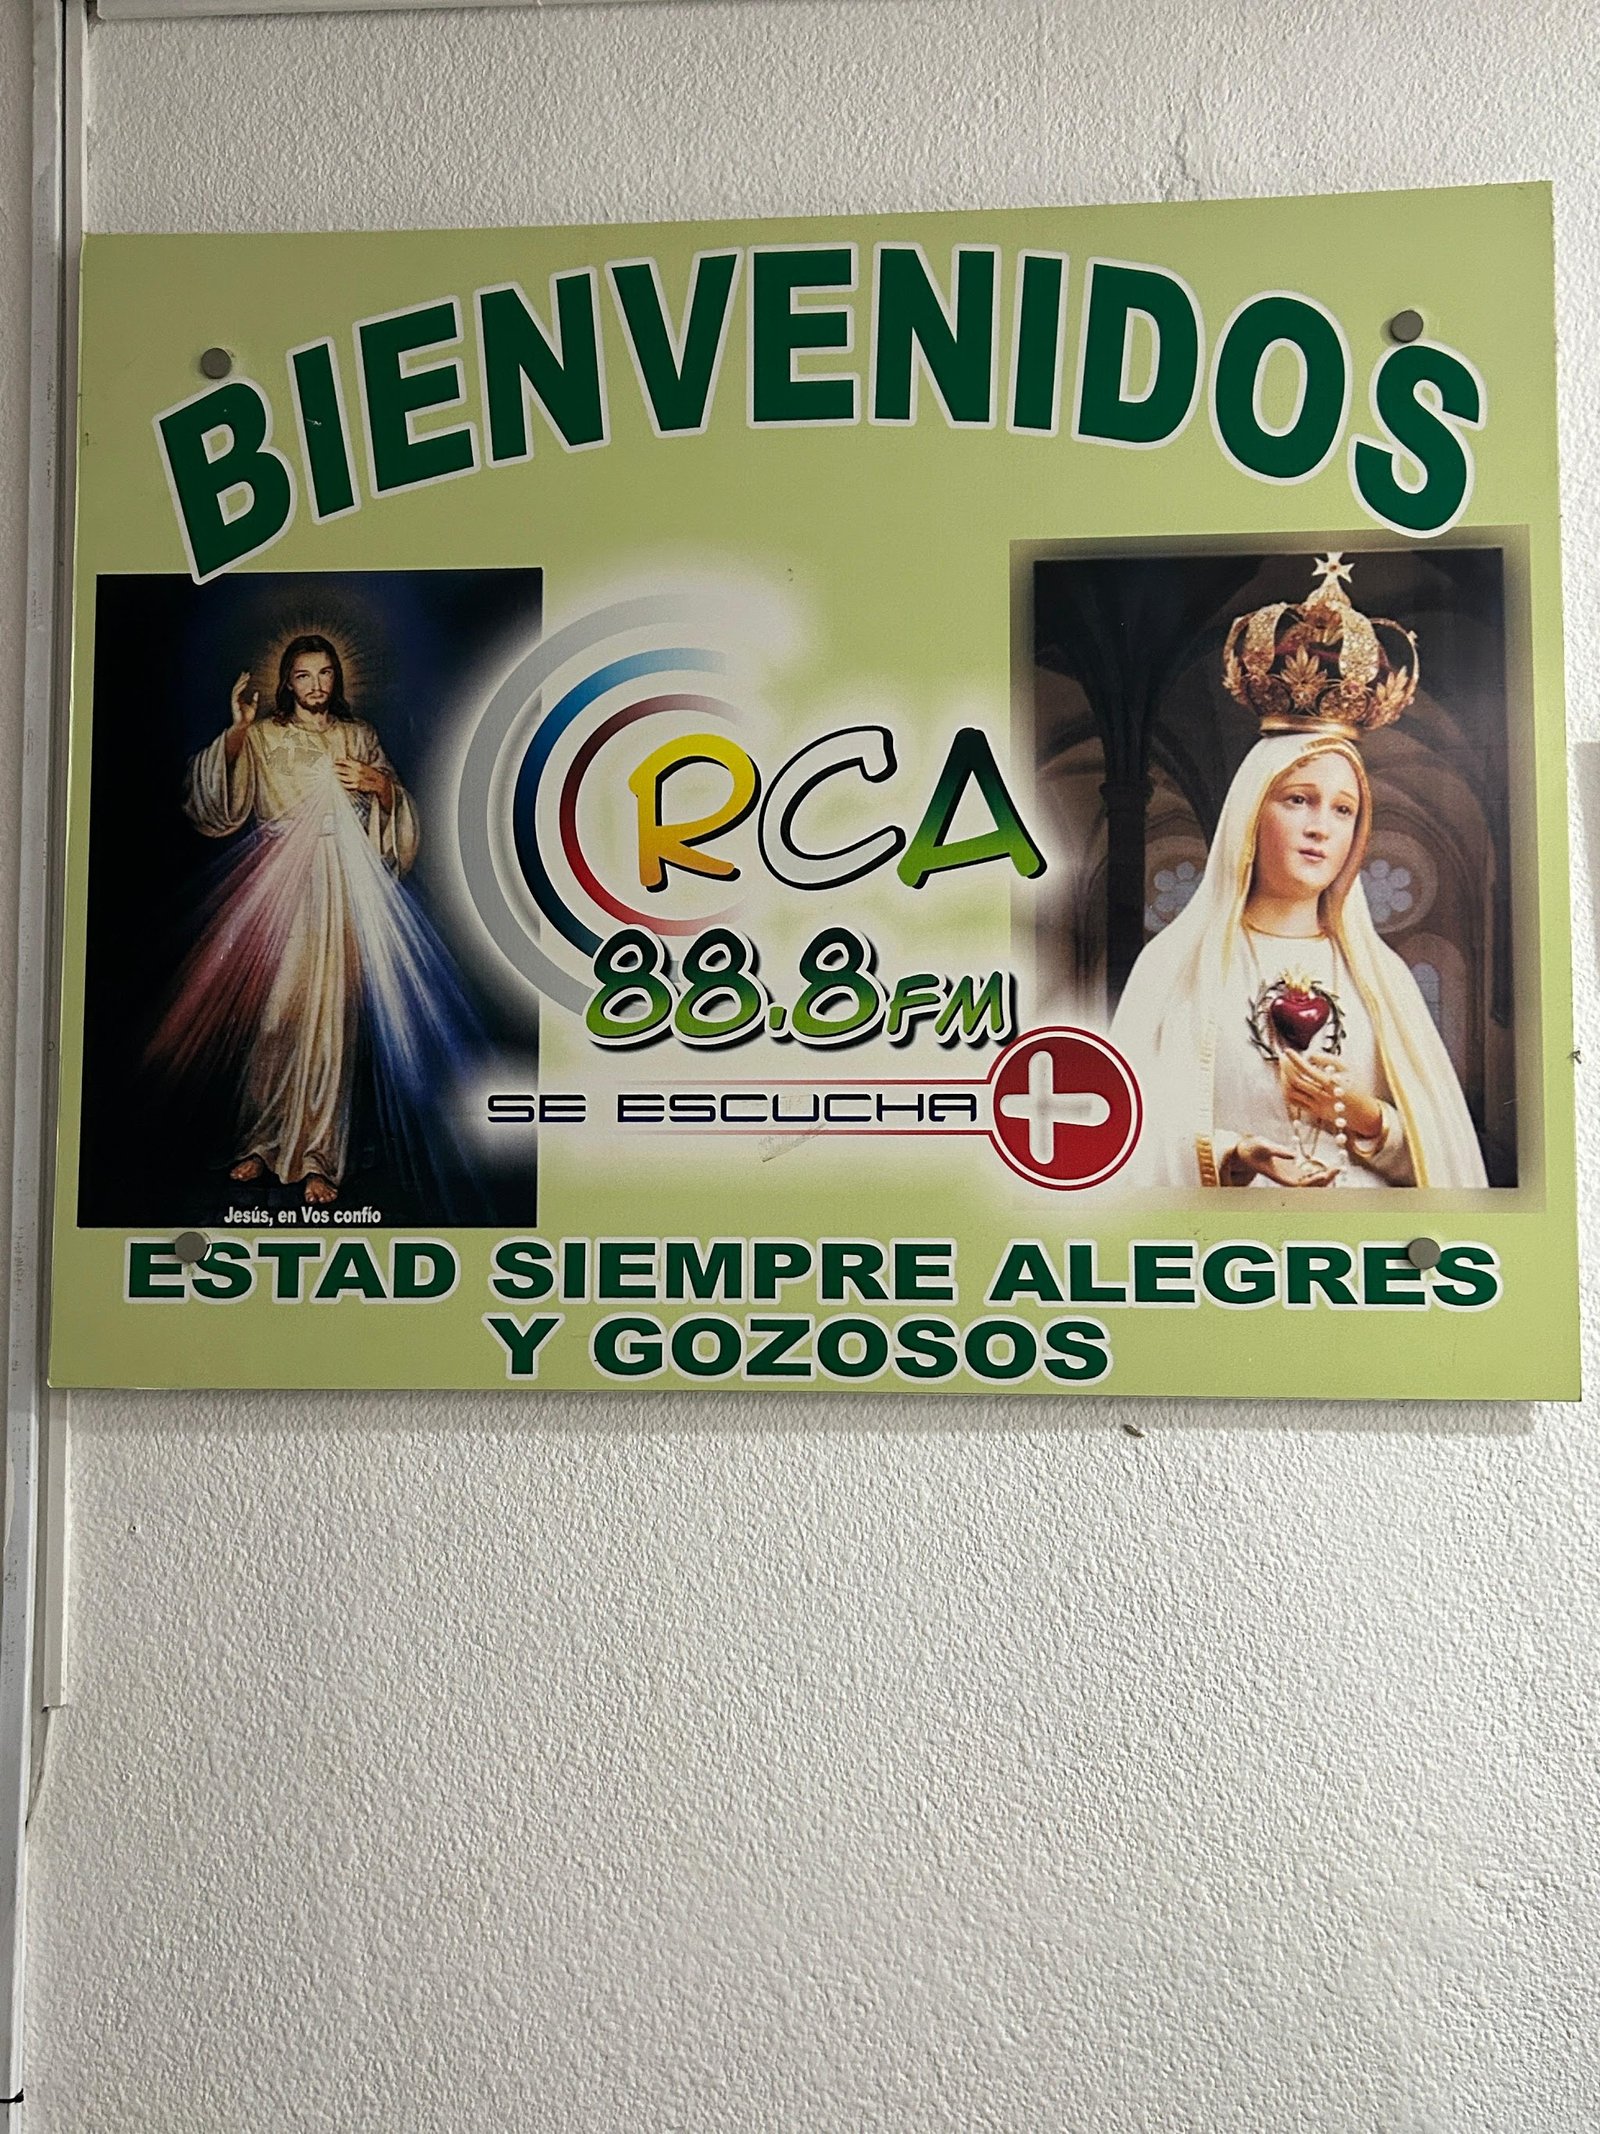 BIENVENIDOS
RCA
88.8FM
SE ESCUCHA +
Jesús, en Vos confío
ESTAD SIEMPRE ALEGRES
Y GOZOSOS